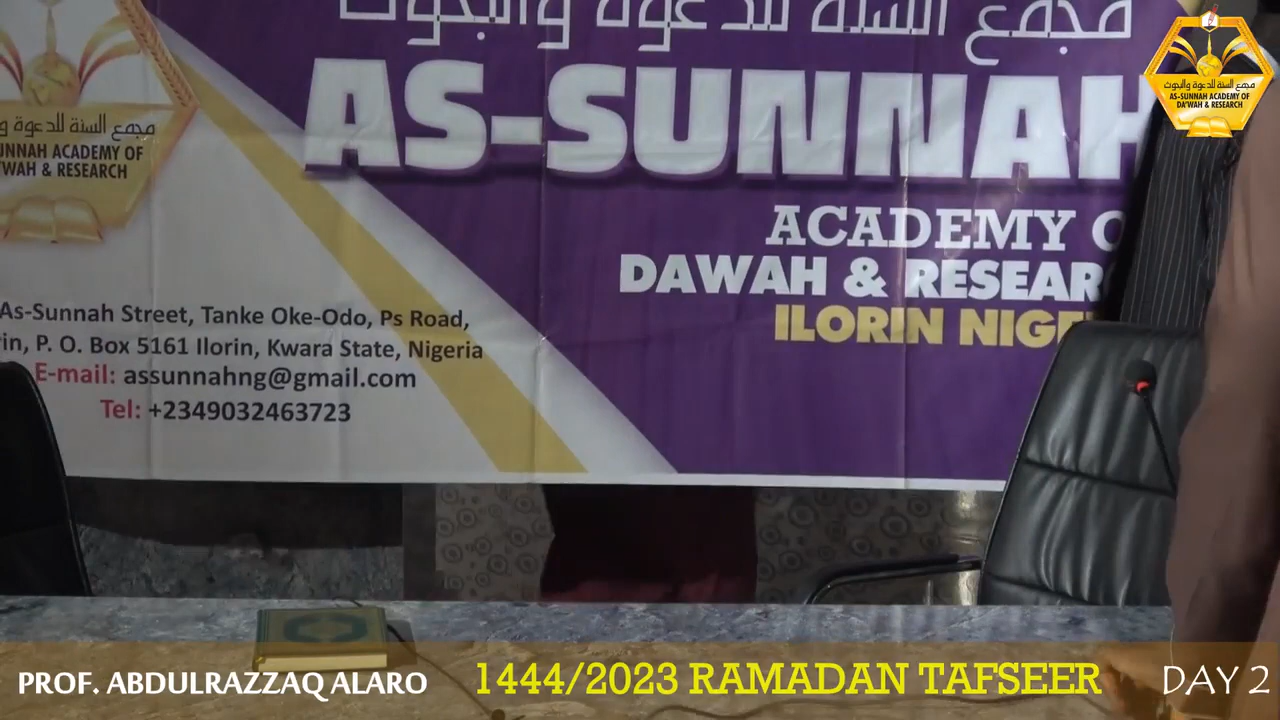 مجمع السنة للدعوة والبحوث
AS-SUNNAH
ACADEMY
DAWAH & RESEARC
ILORIN NIGE
As-Sunnah Street, Tanke Oke-Odo, Ps Road,
rin, P. O. Box 5161 Ilorin, Kwara State, Nigeria
E-mail: assunnahng@gmail.com
Tel: +2349032463723
مجمع السنة للدعوة و
UNNAH ACADEMY OF
WAH & RESEARCH
مجمع السنة للدعوة والبحوث
AS-SUNNAH ACADEMY OF
DA'WAH & RESEARCH
PROF. ABDULRAZZAQ ALARO
1444/2023 RAMADAN TAFSEER
DAY 2